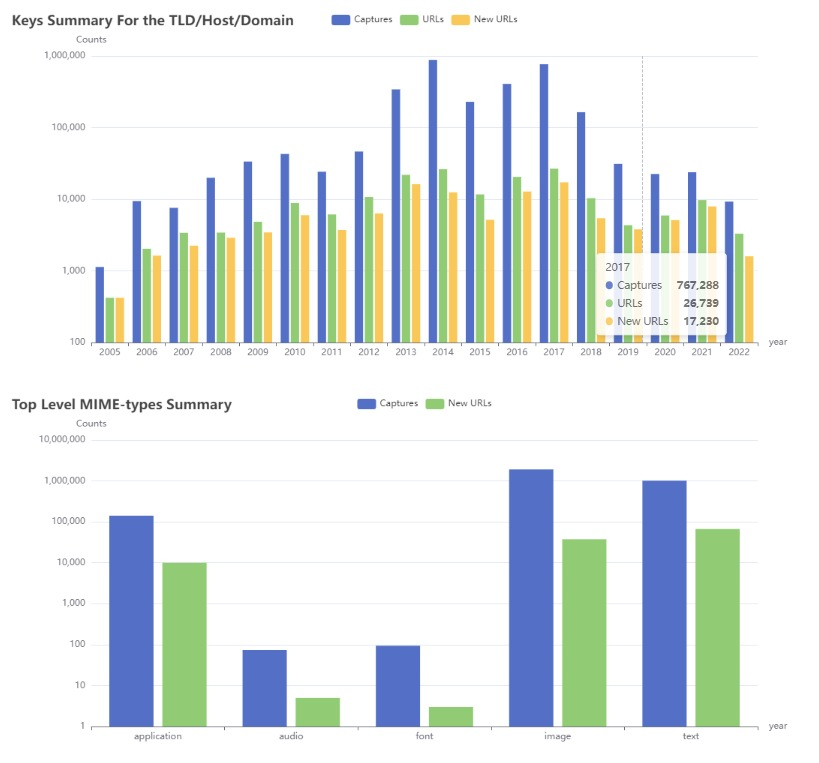 Keys Summary For the TLD/Host/Domain
Captures URLs New URLs
Counts
1,000,000
100,000
10,000
1,000
100
2005 2006 2007 2008 2009 2010 2011 2012 2013 2014 2015 2016 2017 2018 2019 2020 2021 2022
year
2017
Captures 767,288
URLs 26,739
New URLs 17,230
Top Level MIME-types Summary
Captures New URLs
Counts
10,000,000
1,000,000
100,000
10,000
1,000
100
10
1
application audio font image text
year